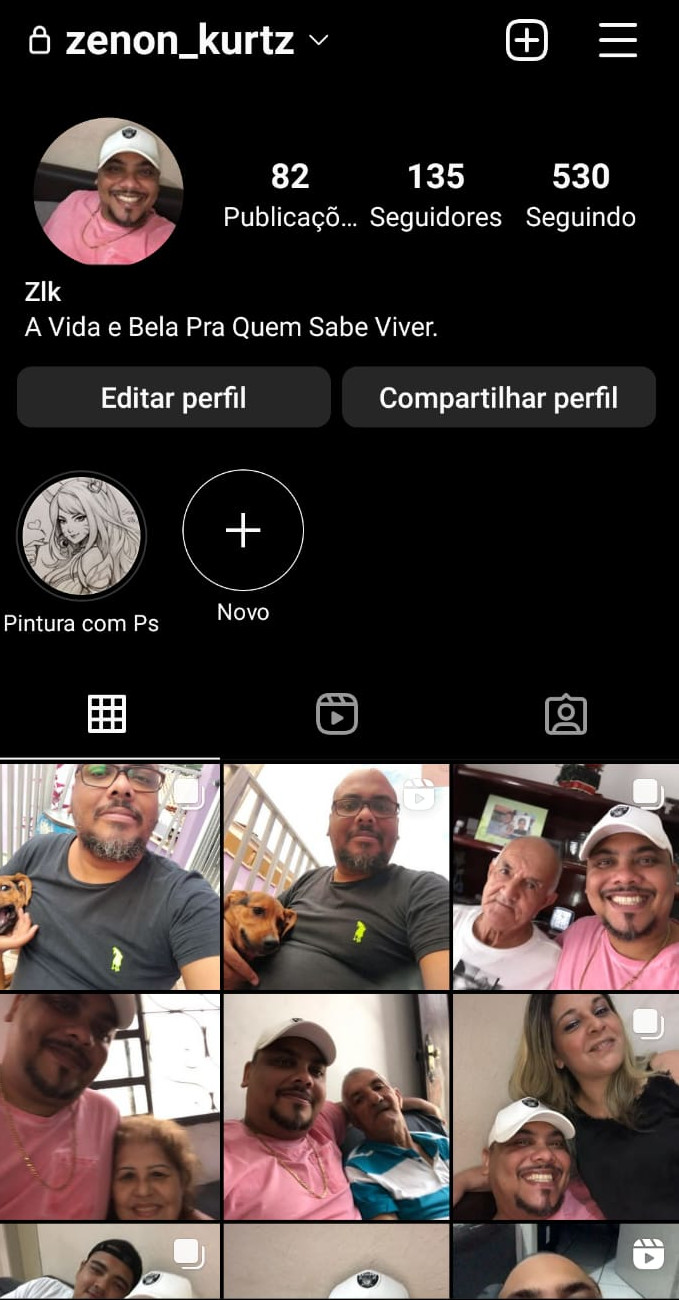 zenon_kurtz
82 135 530
Publicaçõ... Seguidores Seguindo
Zlk
A Vida e Bela Pra Quem Sabe Viver.
Editar perfil Compartilhar perfil
Pintura com Ps Novo